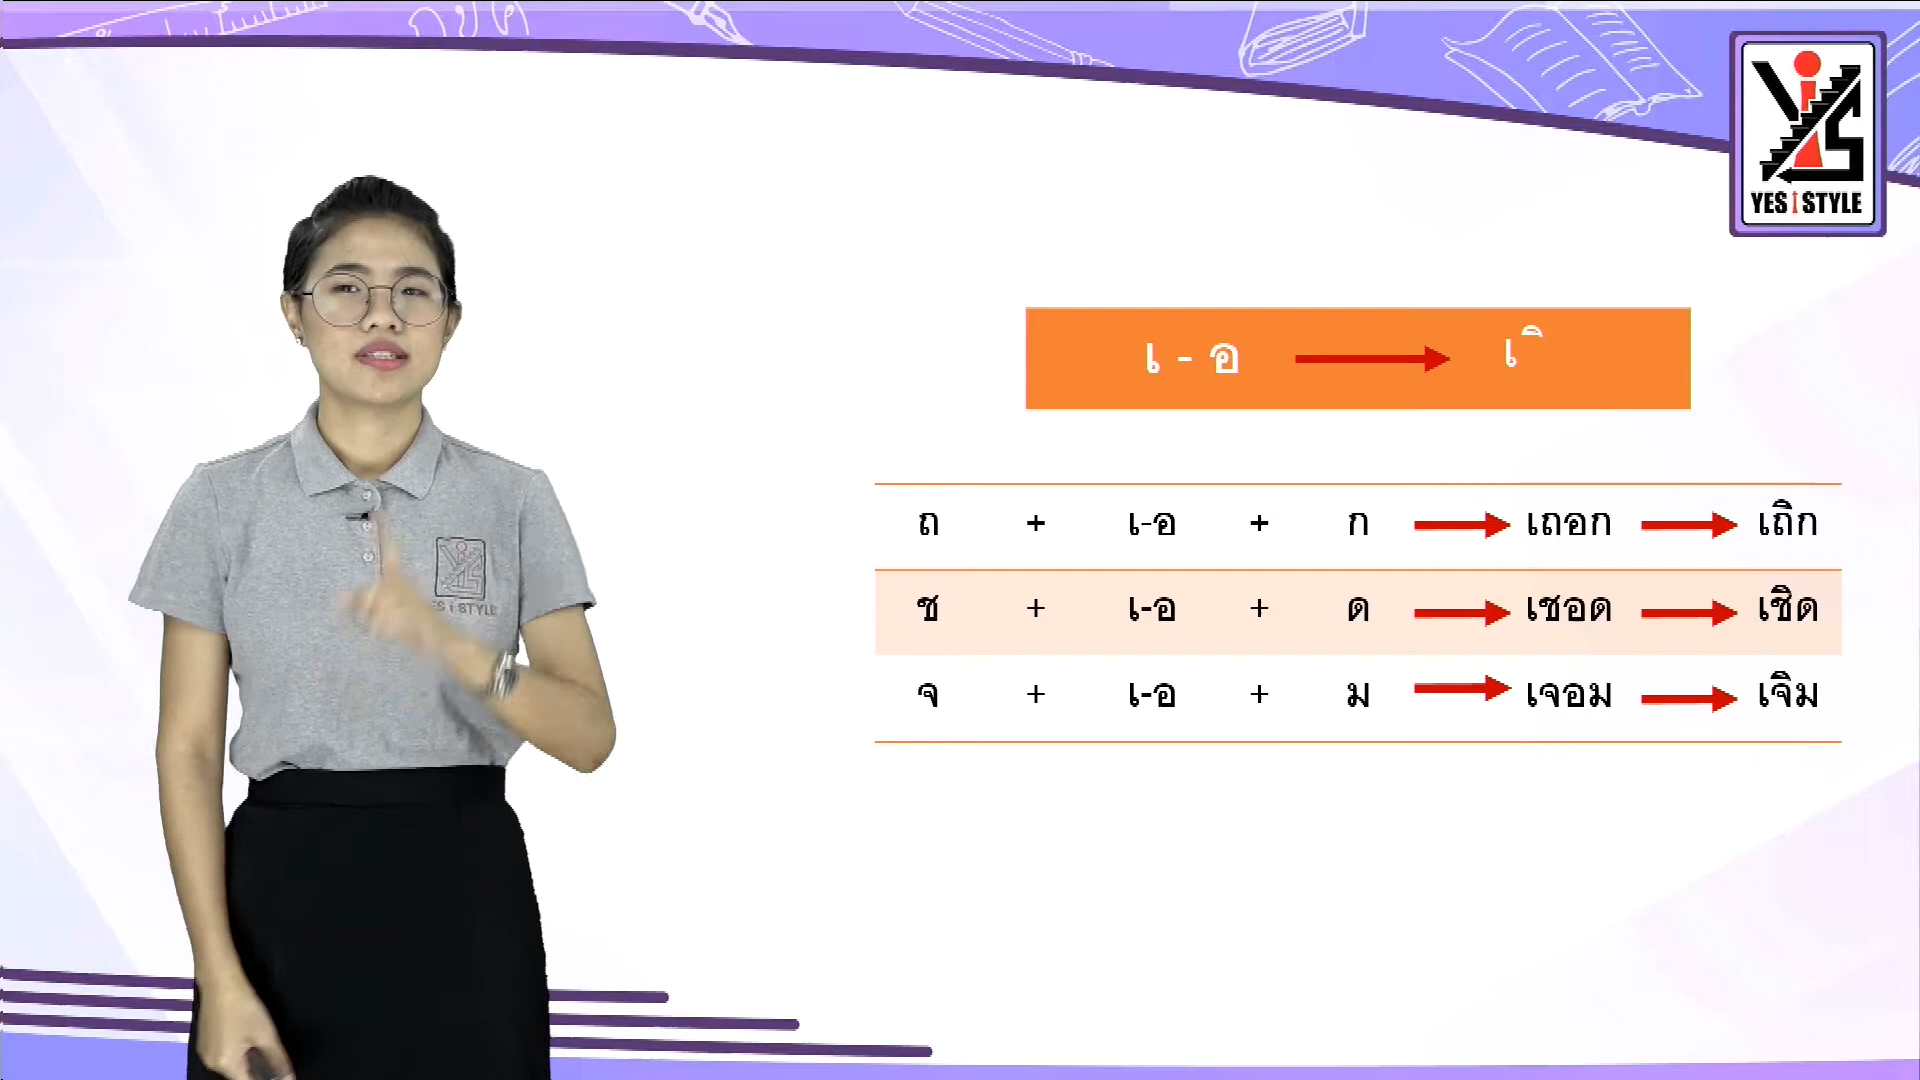 YES i STYLE
เ - อ เ ิ
ถ + เ-อ + ก เถอก เถิก
ช + เ-อ + ด เชอด เชิด
จ + เ-อ + ม เจอม เจิม
STYLE